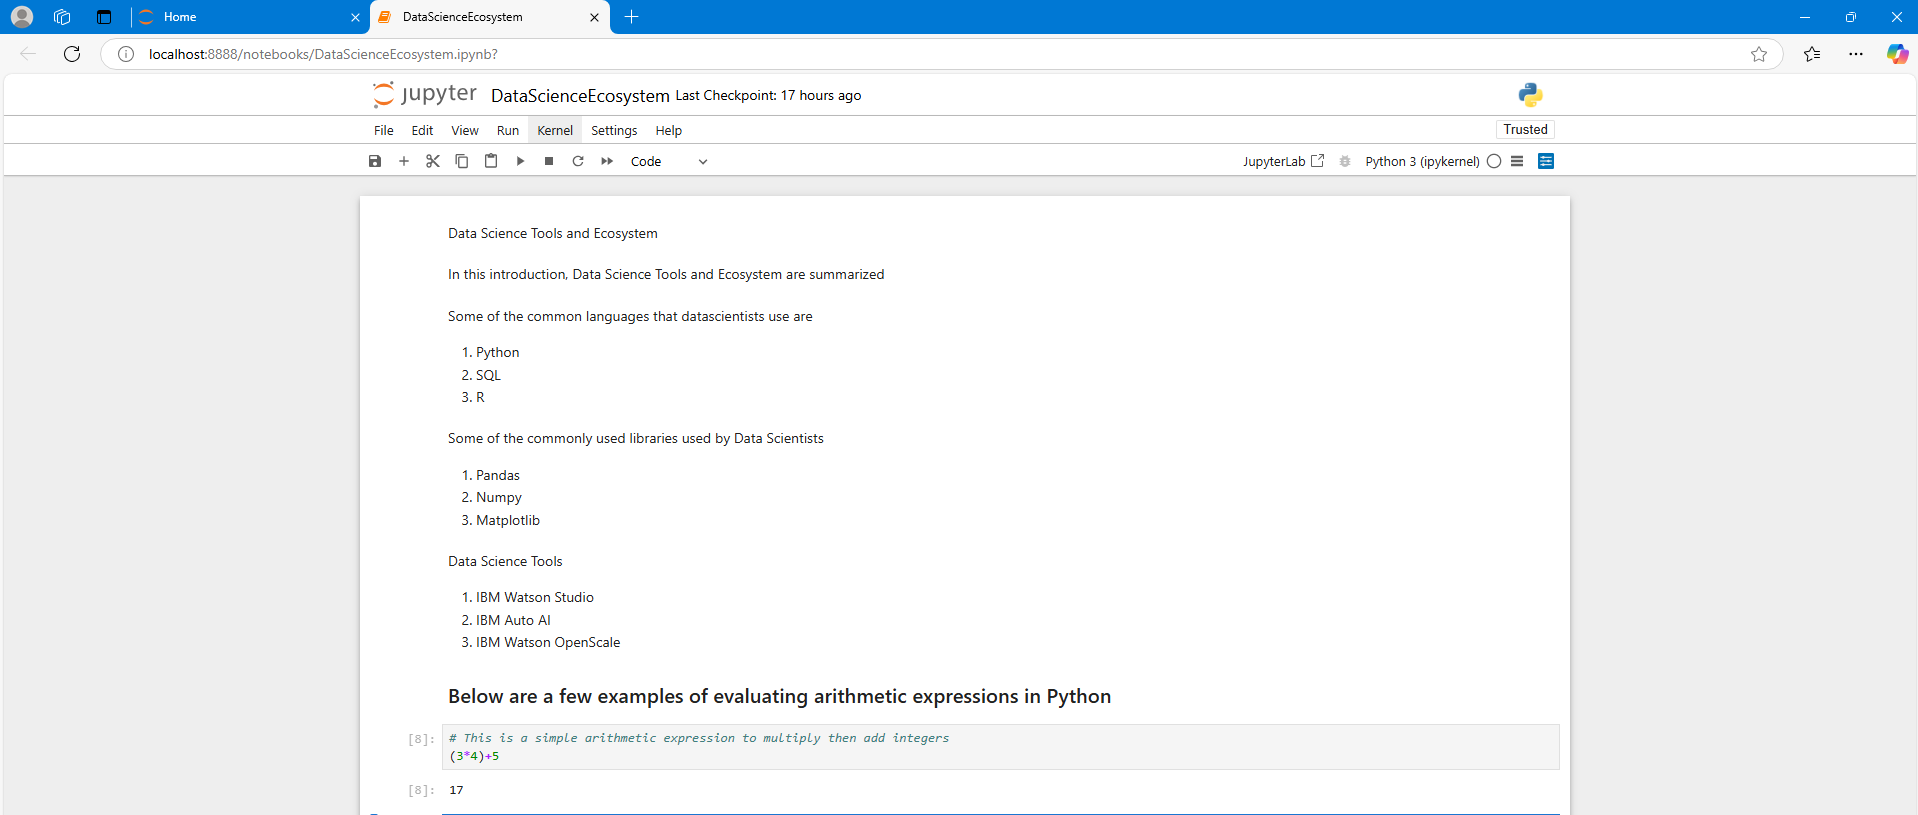 Home
DataScienceEcosystem
localhost:8888/notebooks/DataScienceEcosystem.ipynb?
jupyter DataScienceEcosystem Last Checkpoint: 17 hours ago
File Edit View Run Kernel Settings Help
Trusted
Code
JupyterLab
Python 3 (ipykernel)
Data Science Tools and Ecosystem
In this introduction, Data Science Tools and Ecosystem are summarized
Some of the common languages that datascientists use are
1. Python
2. SQL
3. R
Some of the commonly used libraries used by Data Scientists
1. Pandas
2. Numpy
3. Matplotlib
Data Science Tools
1. IBM Watson Studio
2. IBM Auto AI
3. IBM Watson OpenScale
Below are a few examples of evaluating arithmetic expressions in Python
[8]: # This is a simple arithmetic expression to multiply then add integers
(3*4)+5
[8]: 17